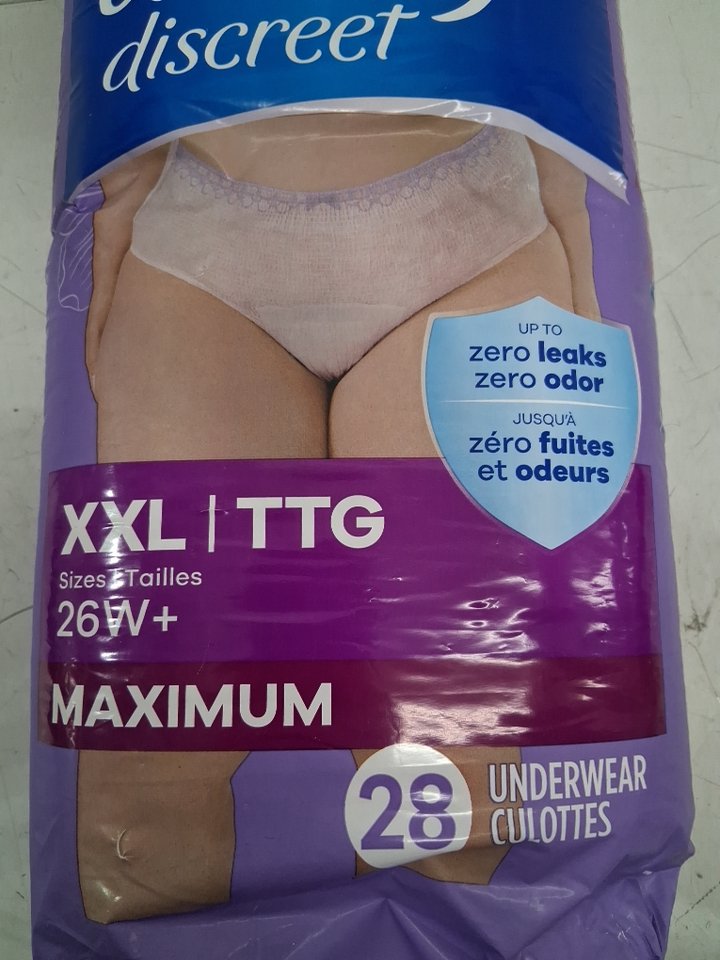 discreet
UP TO
zero leaks
zero odor
JUSQU'À
zéro fuites
et odeurs
XXL | TTG
Sizes | Tailles
26W+
MAXIMUM
28
UNDERWEAR
CULOTTES